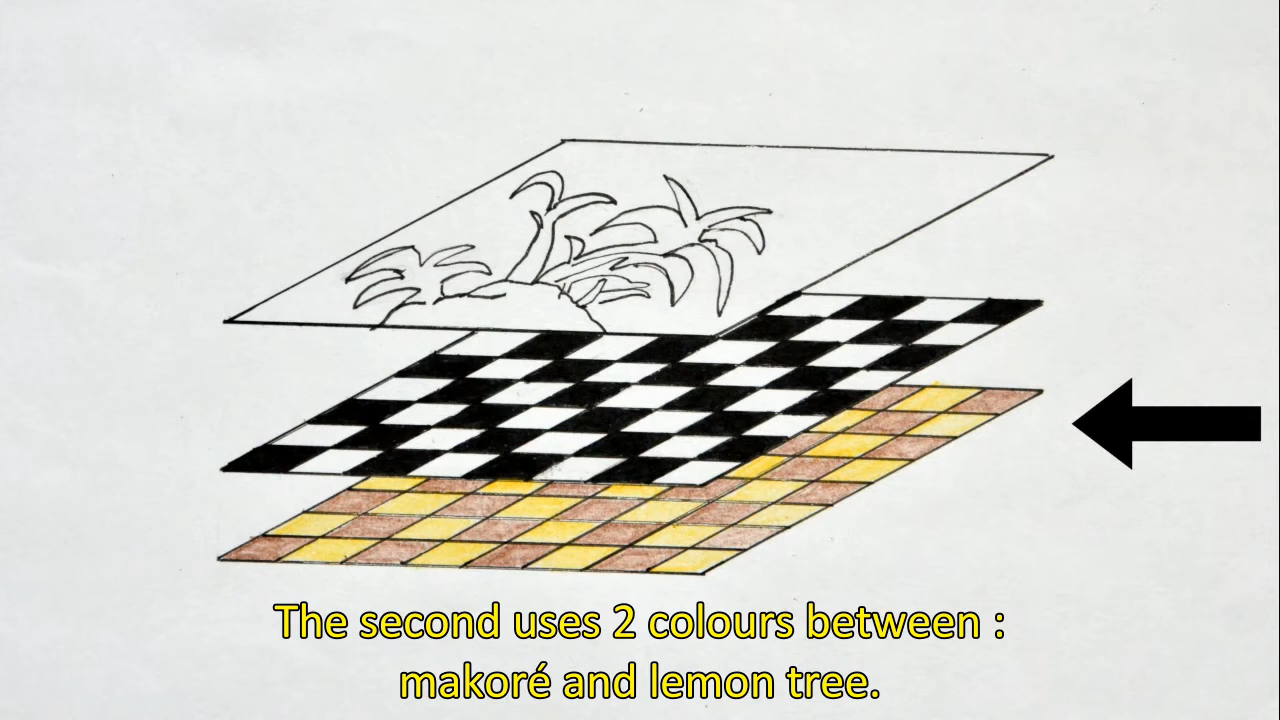 The second uses 2 colours between :
makoré and lemon tree.